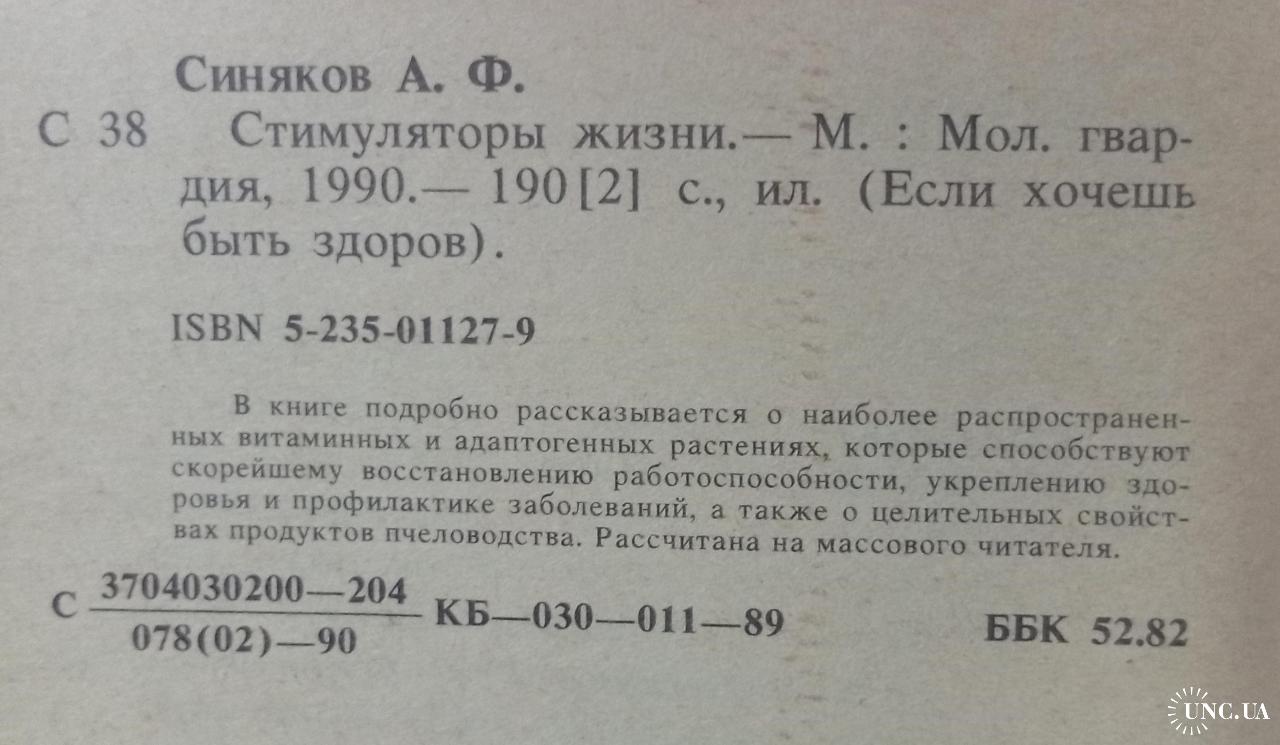 Синяков А. Ф.
С 38 Стимуляторы жизни.— М. : Мол. гвар-
дия, 1990.— 190 [2] с., ил. (Если хочешь
быть здоров).
ISBN 5-235-01127-9
В книге подробно рассказывается о наиболее распространен-
ных витаминных и адаптогенных растениях, которые способствуют
скорейшему восстановлению работоспособности, укреплению здо-
ровья и профилактике заболеваний, а также о целительных свойст-
вах продуктов пчеловодства. Рассчитана на массового читателя.
С 3704030200—204
078(02)—90 КБ—030—011—89 ББК 52.82
UNC.UA